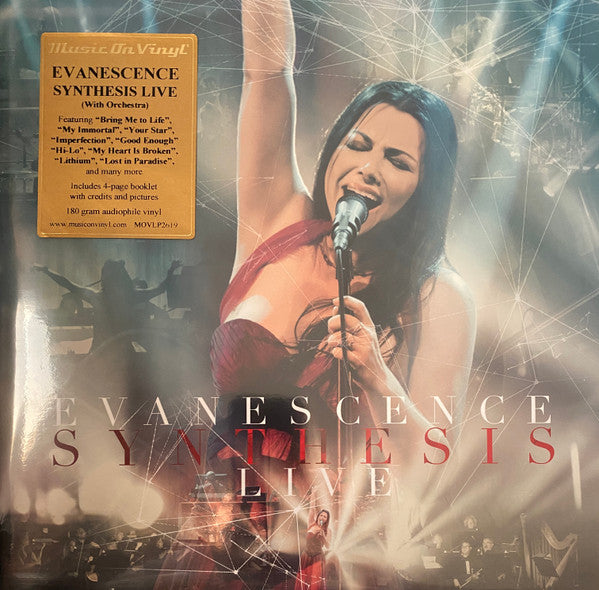 Music On Vinyl
EVANESCENCE
SYNTHESIS LIVE
(With Orchestra)
Featuring “Bring Me to Life”,
“My Immortal”, “Your Star”,
“Imperfection”, “Good Enough”
“Hi-Lo”, “My Heart Is Broken”,
“Lithium”, “Lost in Paradise”,
and many more
Includes 4-page booklet
with credits and pictures
180 gram audiophile vinyl
www.musiconvinyl.com MOVLP2619
EVANESCENCE
SYNTHESIS
LIVE